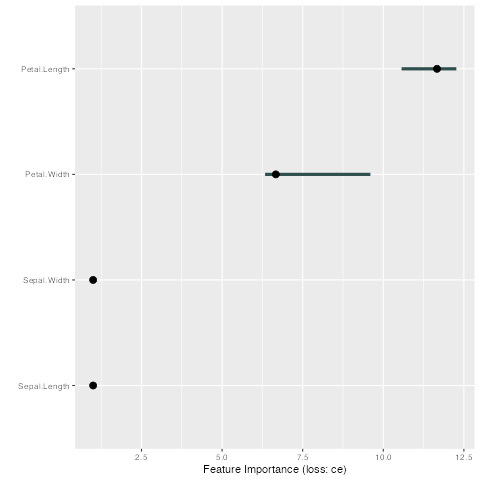 Petal.Length
Petal.Width
Sepal.Width
Sepal.Length
2.5 5.0 7.5 10.0 12.5
Feature Importance (loss: ce)